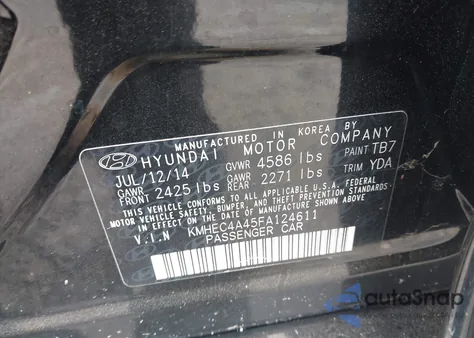 MANUFACTURED IN KOREA BY
HYUNDAI MOTOR COMPANY
JUL/12/14 GVWR 4586 lbs PAINT TB7
GAWR FRONT 2425 lbs GAWR REAR 2271 lbs TRIM YDA
THIS VEHICLE CONFORMS TO ALL APPLICABLE U.S.A. FEDERAL
MOTOR VEHICLE SAFETY, BUMPER, AND THEFT PREVENTION
STANDARDS IN EFFECT ON THE DATE OF MANUFACTURE SHOWN ABOVE.
V.I.N KMHEC4A45FA124611
PASSENGER CAR
autoSnap